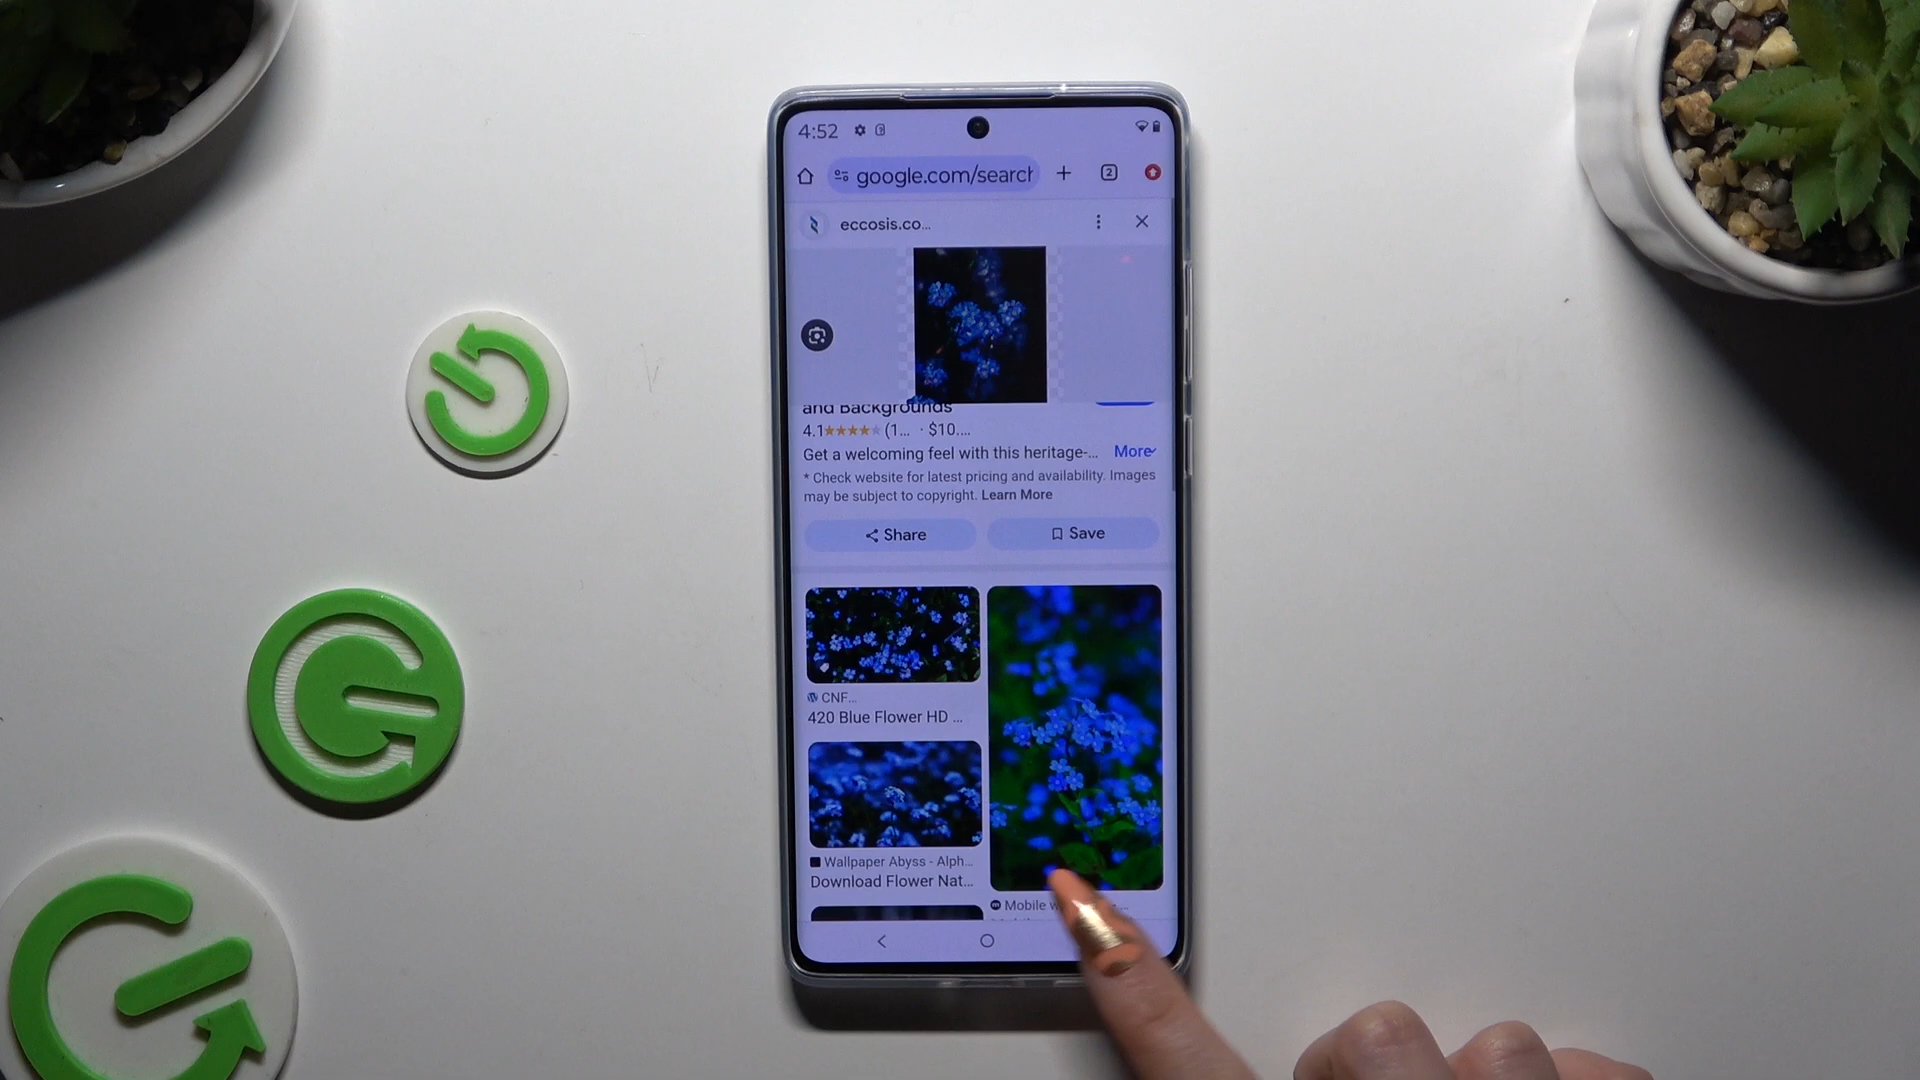 4:52
google.com/search
2
eccosis.co...
and Backgrounds
4.1★★★★★ (1... · $10....
Get a welcoming feel with this heritage-... More
* Check website for latest pricing and availability. Images
may be subject to copyright. Learn More
Share
Save
CNF...
420 Blue Flower HD ...
Wallpaper Abyss - Alph...
Download Flower Nat...
Mobile